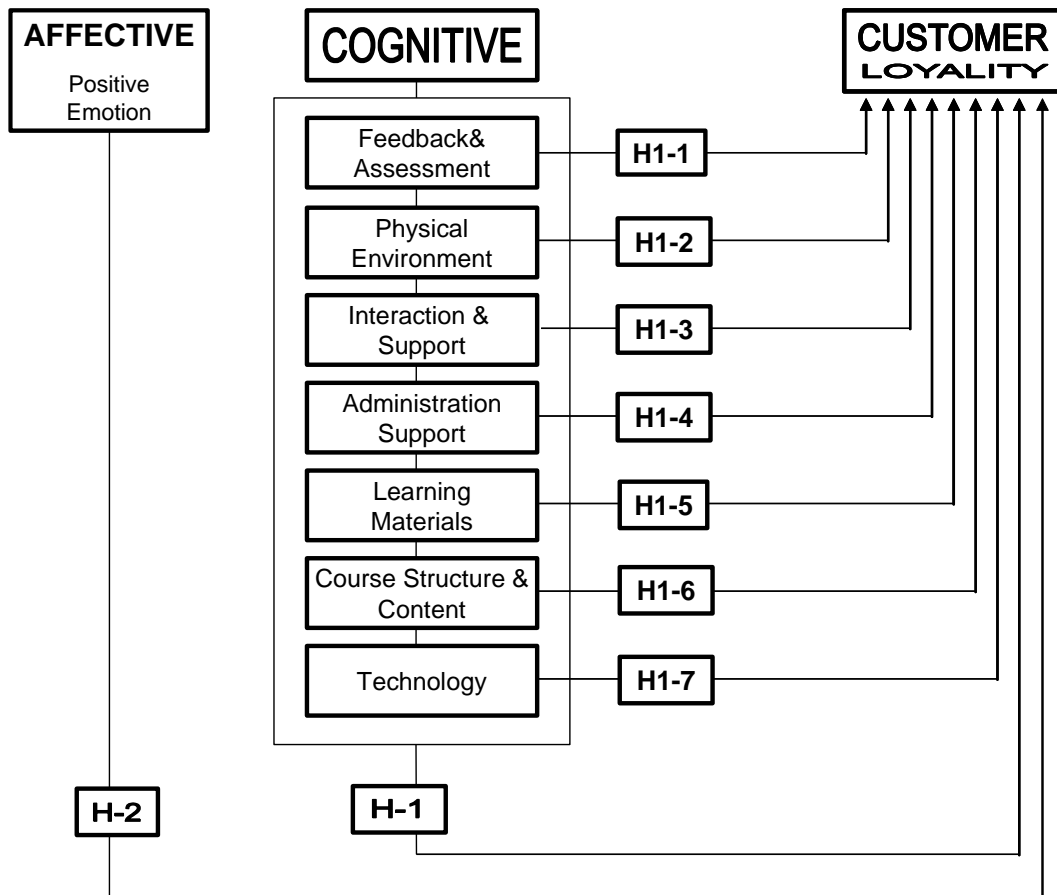 AFFECTIVE
Positive
Emotion
COGNITIVE
CUSTOMER
LOYALITY
Feedback&
Assessment
H1-1
Physical
Environment
H1-2
Interaction &
Support
H1-3
Administration
Support
H1-4
Learning
Materials
H1-5
Course Structure &
Content
H1-6
Technology
H1-7
H-2
H-1